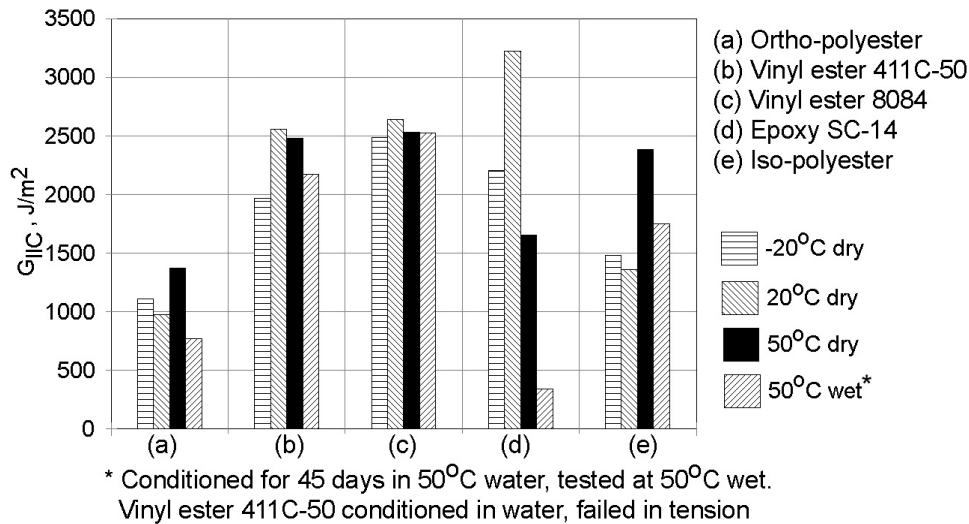 3500
3000
2500
2000
1500
1000
500
0
G_IIC , J/m²
(a) (b) (c) (d) (e)
(a) Ortho-polyester
(b) Vinyl ester 411C-50
(c) Vinyl ester 8084
(d) Epoxy SC-14
(e) Iso-polyester
-20°C dry
20°C dry
50°C dry
50°C wet*
* Conditioned for 45 days in 50°C water, tested at 50°C wet.
Vinyl ester 411C-50 conditioned in water, failed in tension